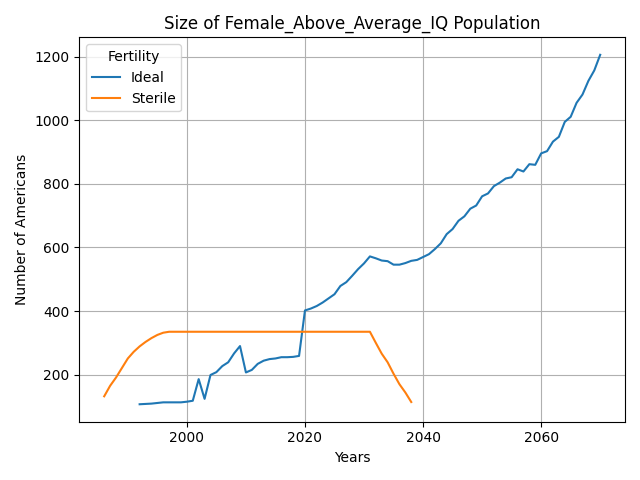 Size of Female_Above_Average_IQ Population
Fertility
Ideal
Sterile
1200
1000
800
600
400
200
Number of Americans
2000
2020
2040
2060
Years